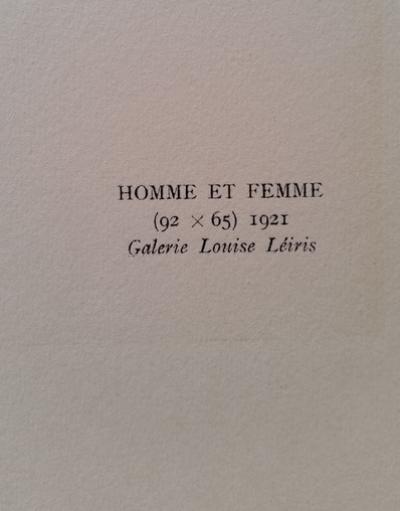 HOMME ET FEMME
(92 × 65) 1921
Galerie Louise Léiris